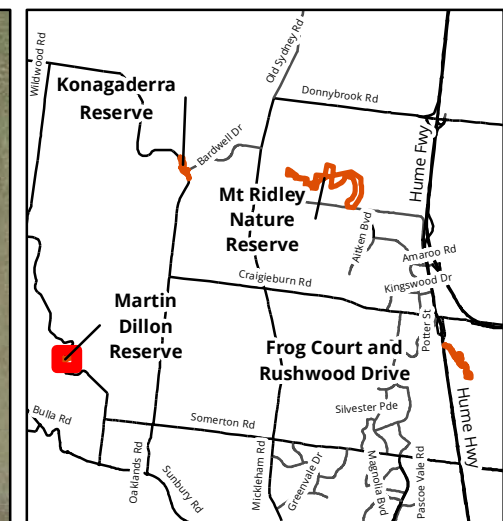 Wildwood Rd
Old Sydney Rd
Konagaderra
Reserve
Donnybrook Rd
Bardwell Dr
Hume Fwy
Mt Ridley
Nature
Reserve
Aitken Bvd
Amaroo Rd
Craigieburn Rd
Kingswood Dr
Martin
Dillon
Reserve
Potter St
Frog Court and
Rushwood Drive
Silvester Pde
Hume Hwy
Bulla Rd
Somerton Rd
Oaklands Rd
Sunbury Rd
Mickleham Rd
Greenvale Dr
Magnolia Bvd
Pascoe Vale Rd